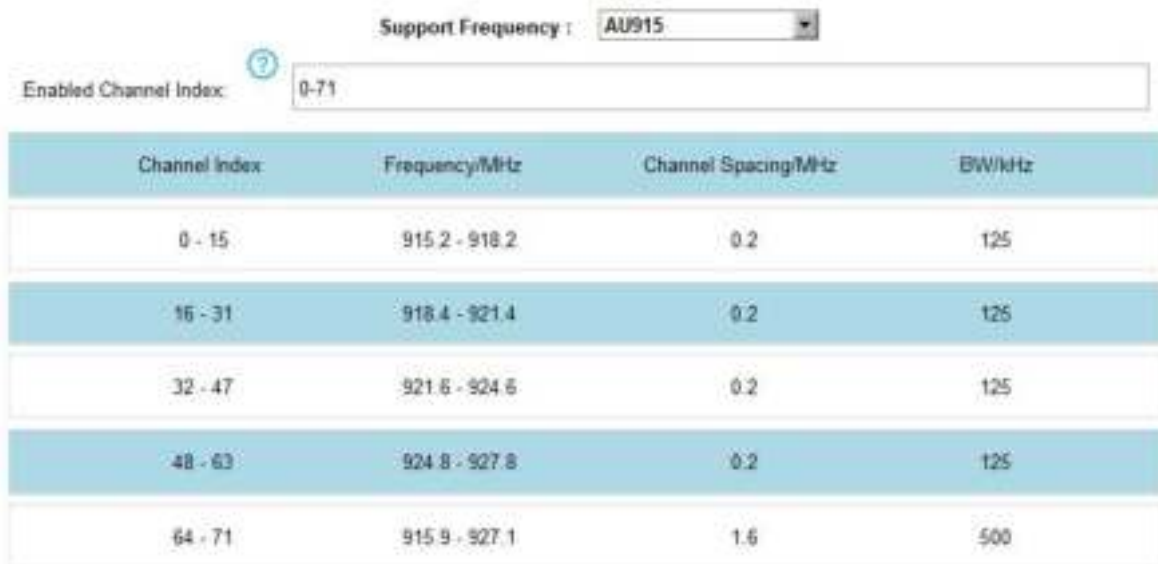 Support Frequency : AU915
Enabled Channel Index: ? 0-71
Channel Index Frequency/MHz Channel Spacing/MHz BW/kHz
0 - 15 915.2 - 918.2 0.2 125
16 - 31 918.4 - 921.4 0.2 125
32 - 47 921.6 - 924.6 0.2 125
48 - 63 924.8 - 927.8 0.2 125
64 - 71 915.9 - 927.1 1.6 500